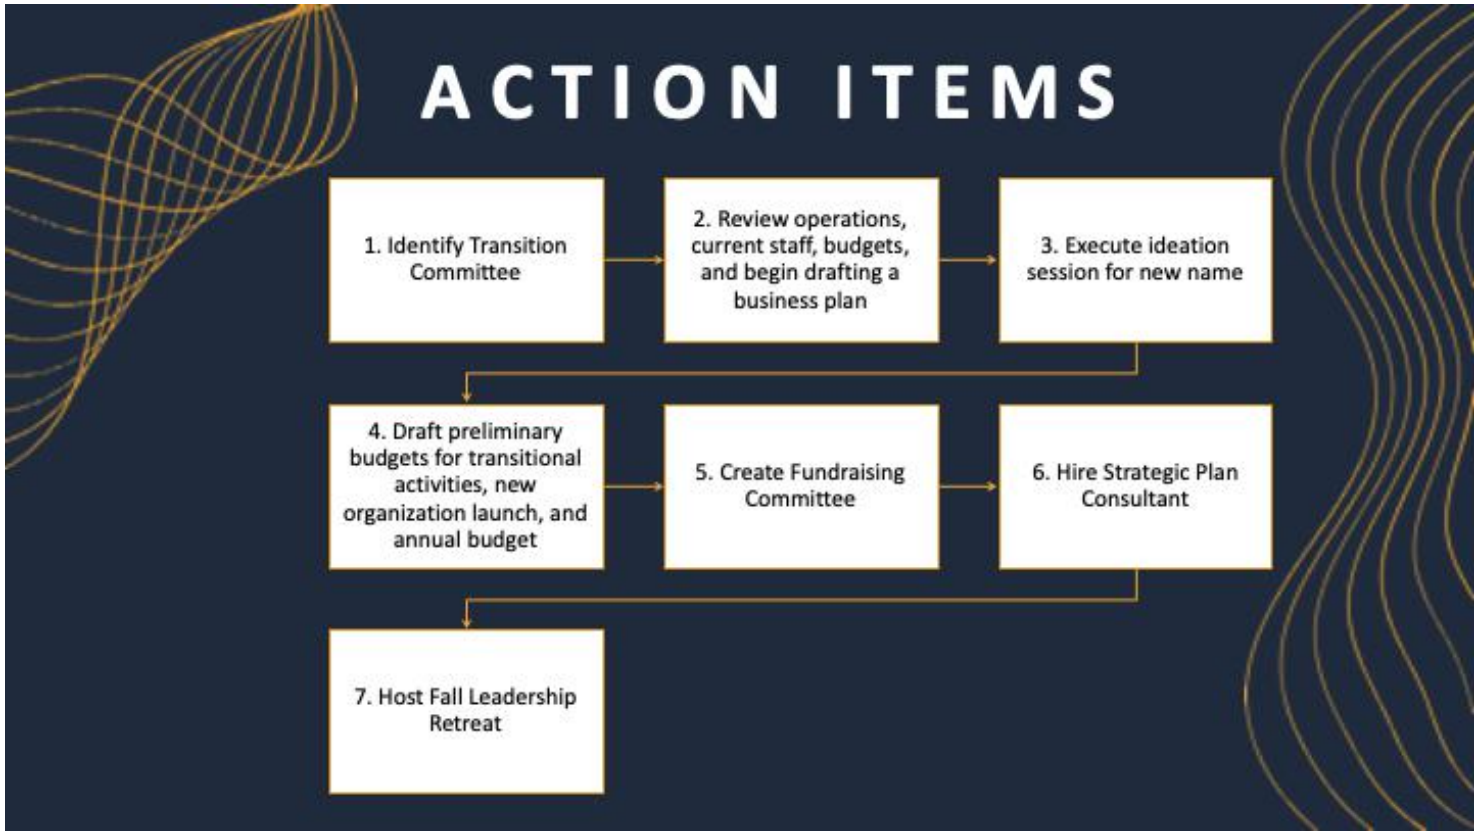 ACTION ITEMS
1. Identify Transition
Committee
2. Review operations,
current staff, budgets,
and begin drafting a
business plan
3. Execute ideation
session for new name
4. Draft preliminary
budgets for transitional
activities, new
organization launch, and
annual budget
5. Create Fundraising
Committee
6. Hire Strategic Plan
Consultant
7. Host Fall Leadership
Retreat